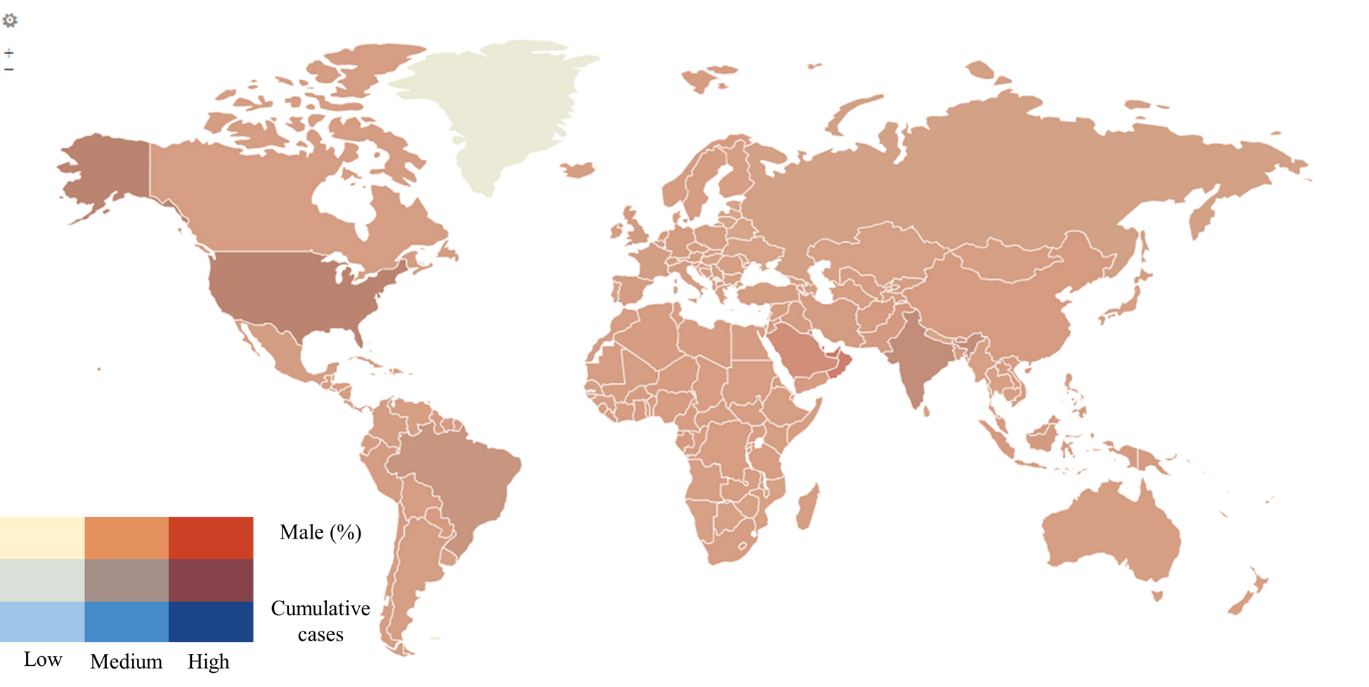 +
−
Male (%)
Cumulative
cases
Low Medium High